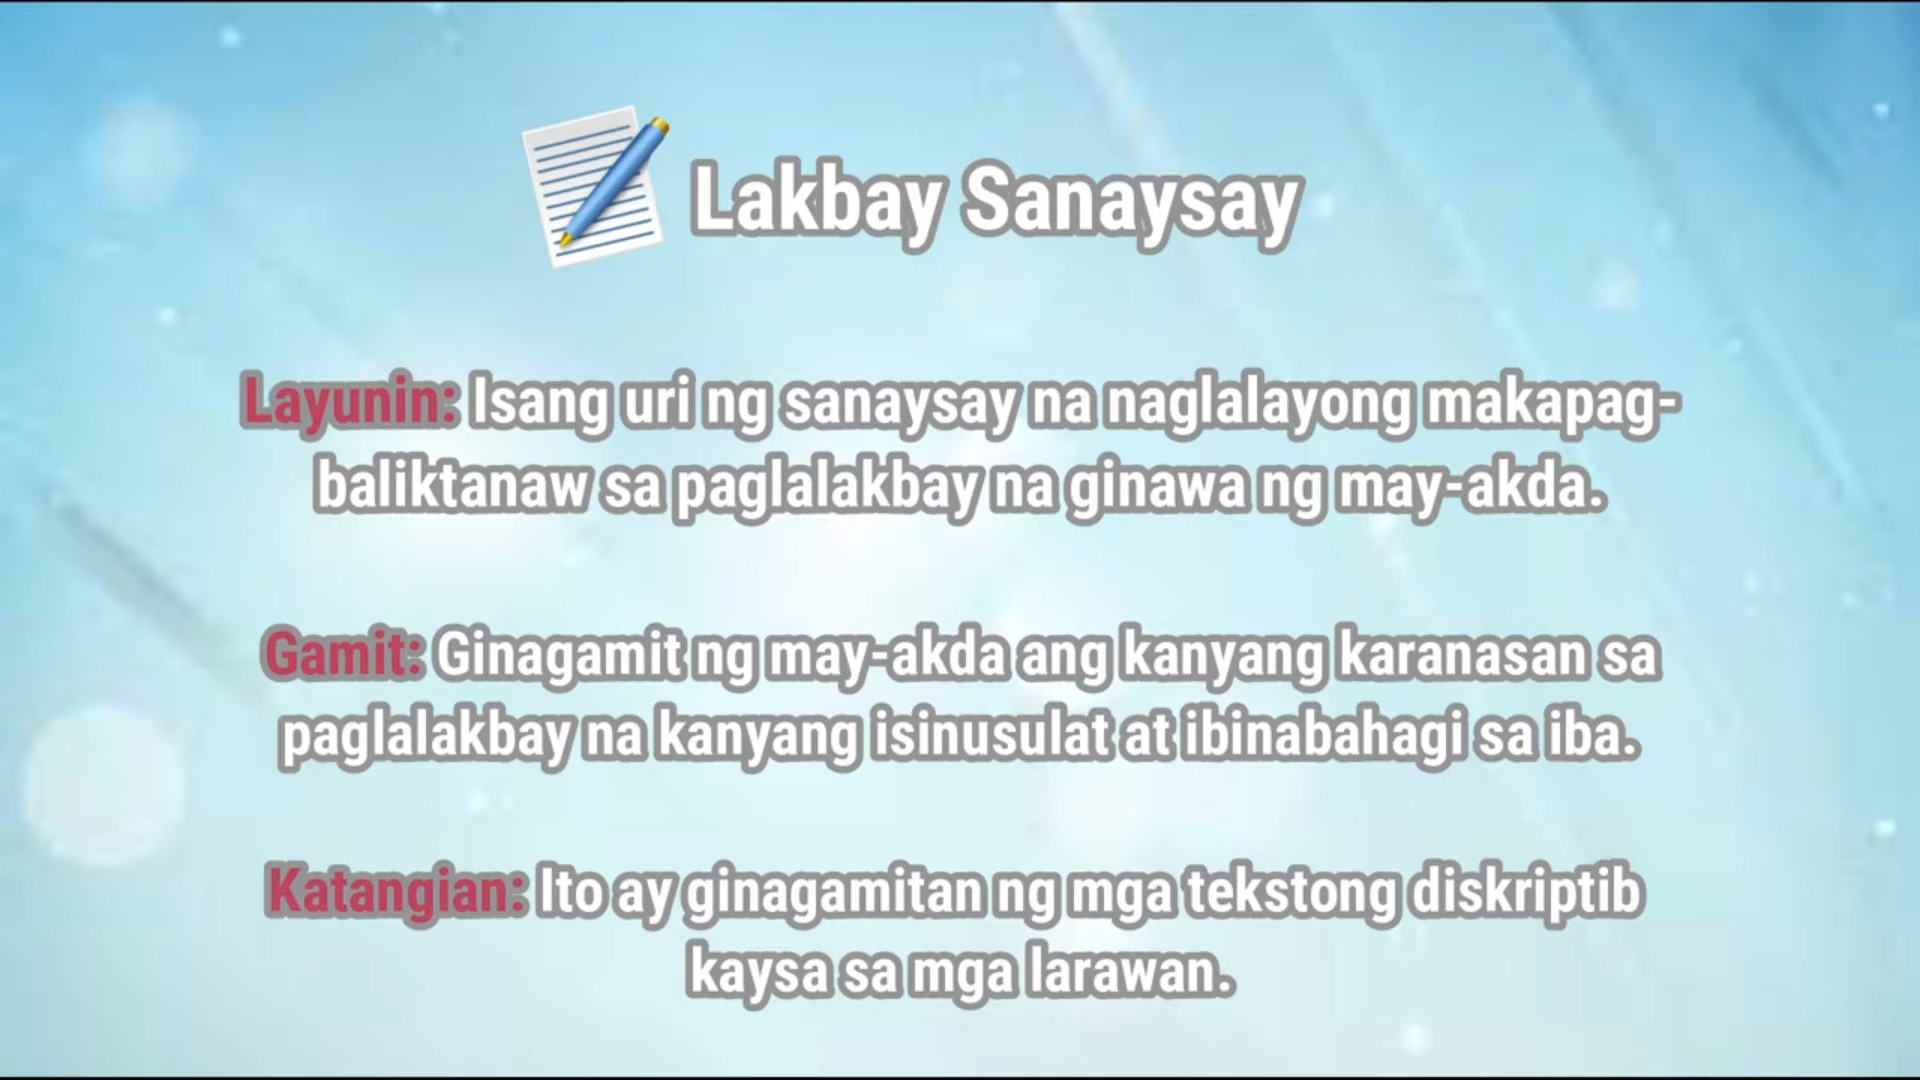 Lakbay Sanaysay
Layunin: Isang uri ng sanaysay na naglalayong makapag-
baliktanaw sa paglalakbay na ginawa ng may-akda.
Gamit: Ginagamit ng may-akda ang kanyang karanasan sa
paglalakbay na kanyang isinusulat at ibinabahagi sa iba.
Katangian: Ito ay ginagamitan ng mga tekstong diskriptib
kaysa sa mga larawan.